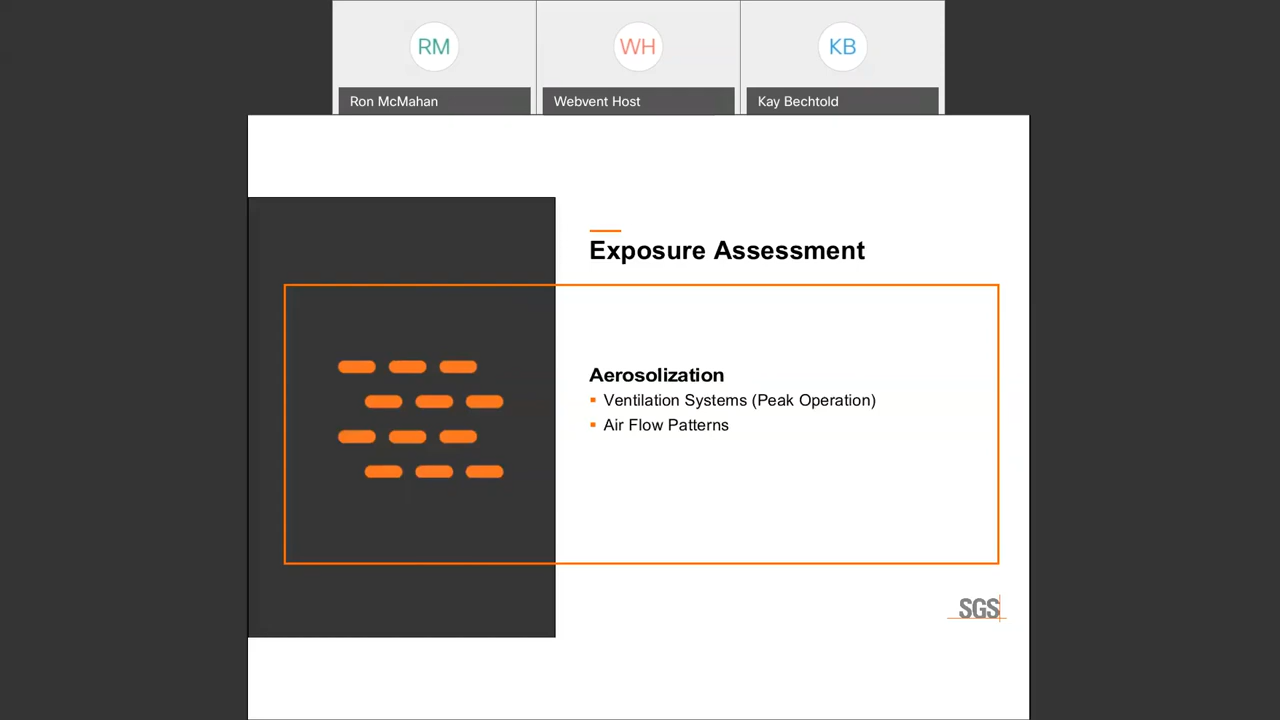 RM
WH
KB
Ron McMahan
Webvent Host
Kay Bechtold
Exposure Assessment
Aerosolization
Ventilation Systems (Peak Operation)
Air Flow Patterns
SGS